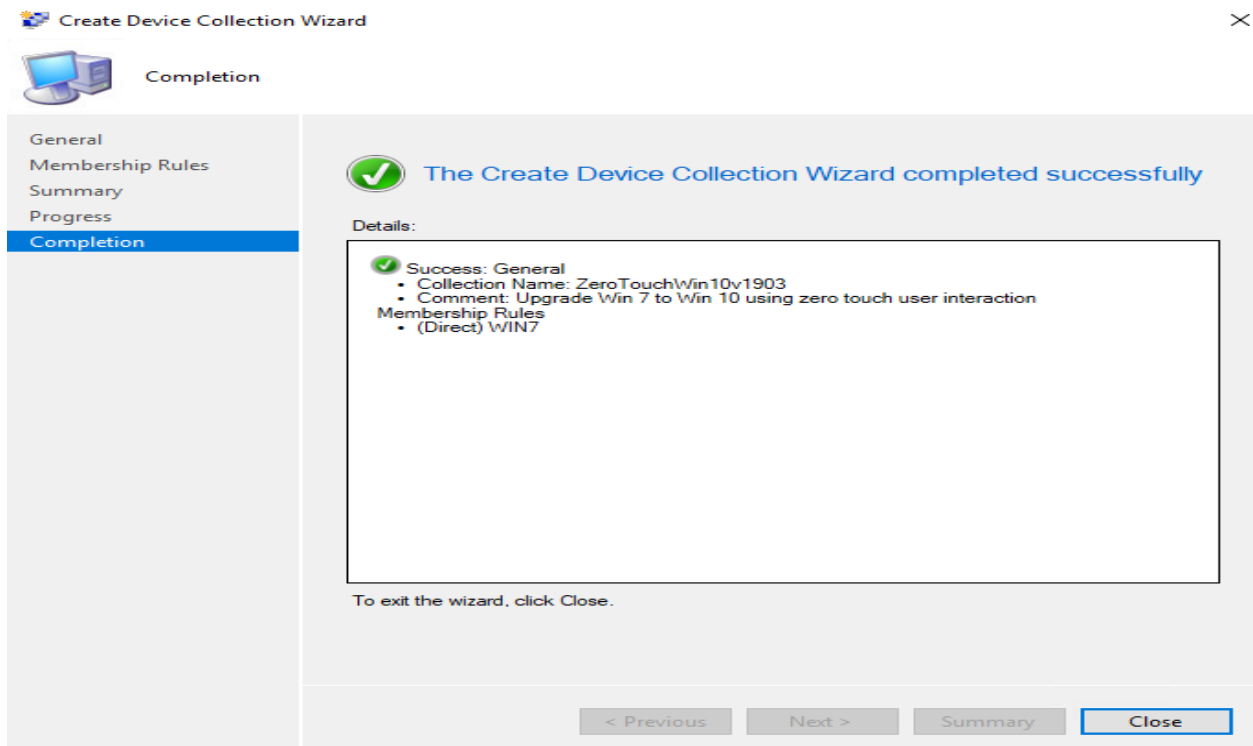 Create Device Collection Wizard
Completion
General
Membership Rules
Summary
Progress
Completion
The Create Device Collection Wizard completed successfully
Details:
Success: General
• Collection Name: ZeroTouchWin10v1903
• Comment: Upgrade Win 7 to Win 10 using zero touch user interaction
Membership Rules
• (Direct) WIN7
To exit the wizard, click Close.
< Previous
Next >
Summary
Close